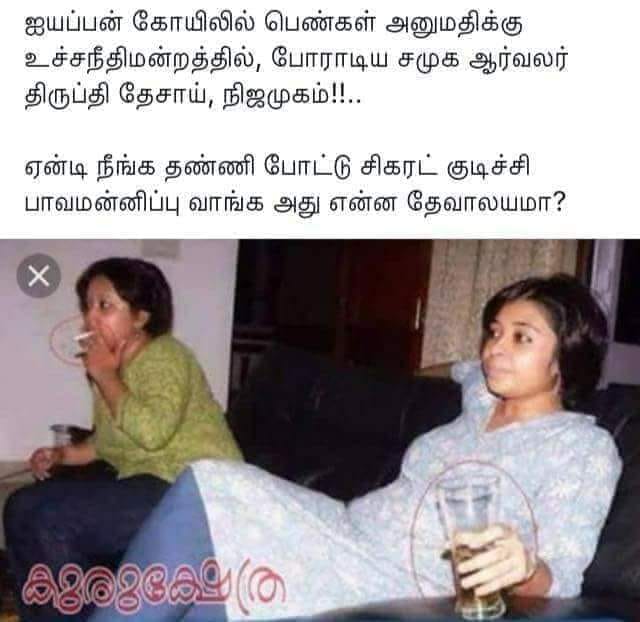 ஐயப்பன் கோயிலில் பெண்கள் அனுமதிக்கு
உச்சநீதிமன்றத்தில், போராடிய சமுக ஆர்வலர்
திருப்தி தேசாய், நிஜமுகம்!!..
ஏன்டி நீங்க தண்ணி போட்டு சிகரட் குடிச்சி
பாவமன்னிப்பு வாங்க அது என்ன தேவாலயமா?
കുരുക്ഷേത്ര